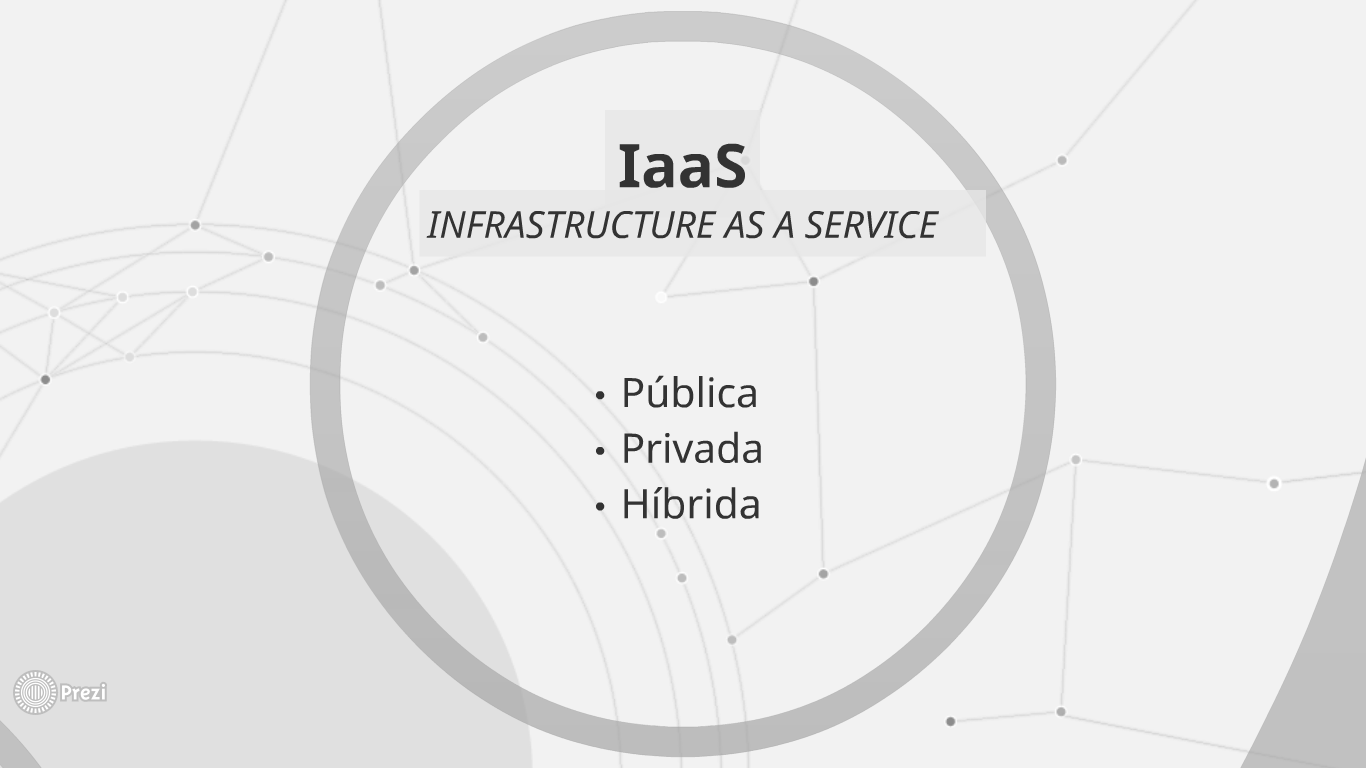 IaaS
INFRASTRUCTURE AS A SERVICE
• Pública
• Privada
• Híbrida
Prezi